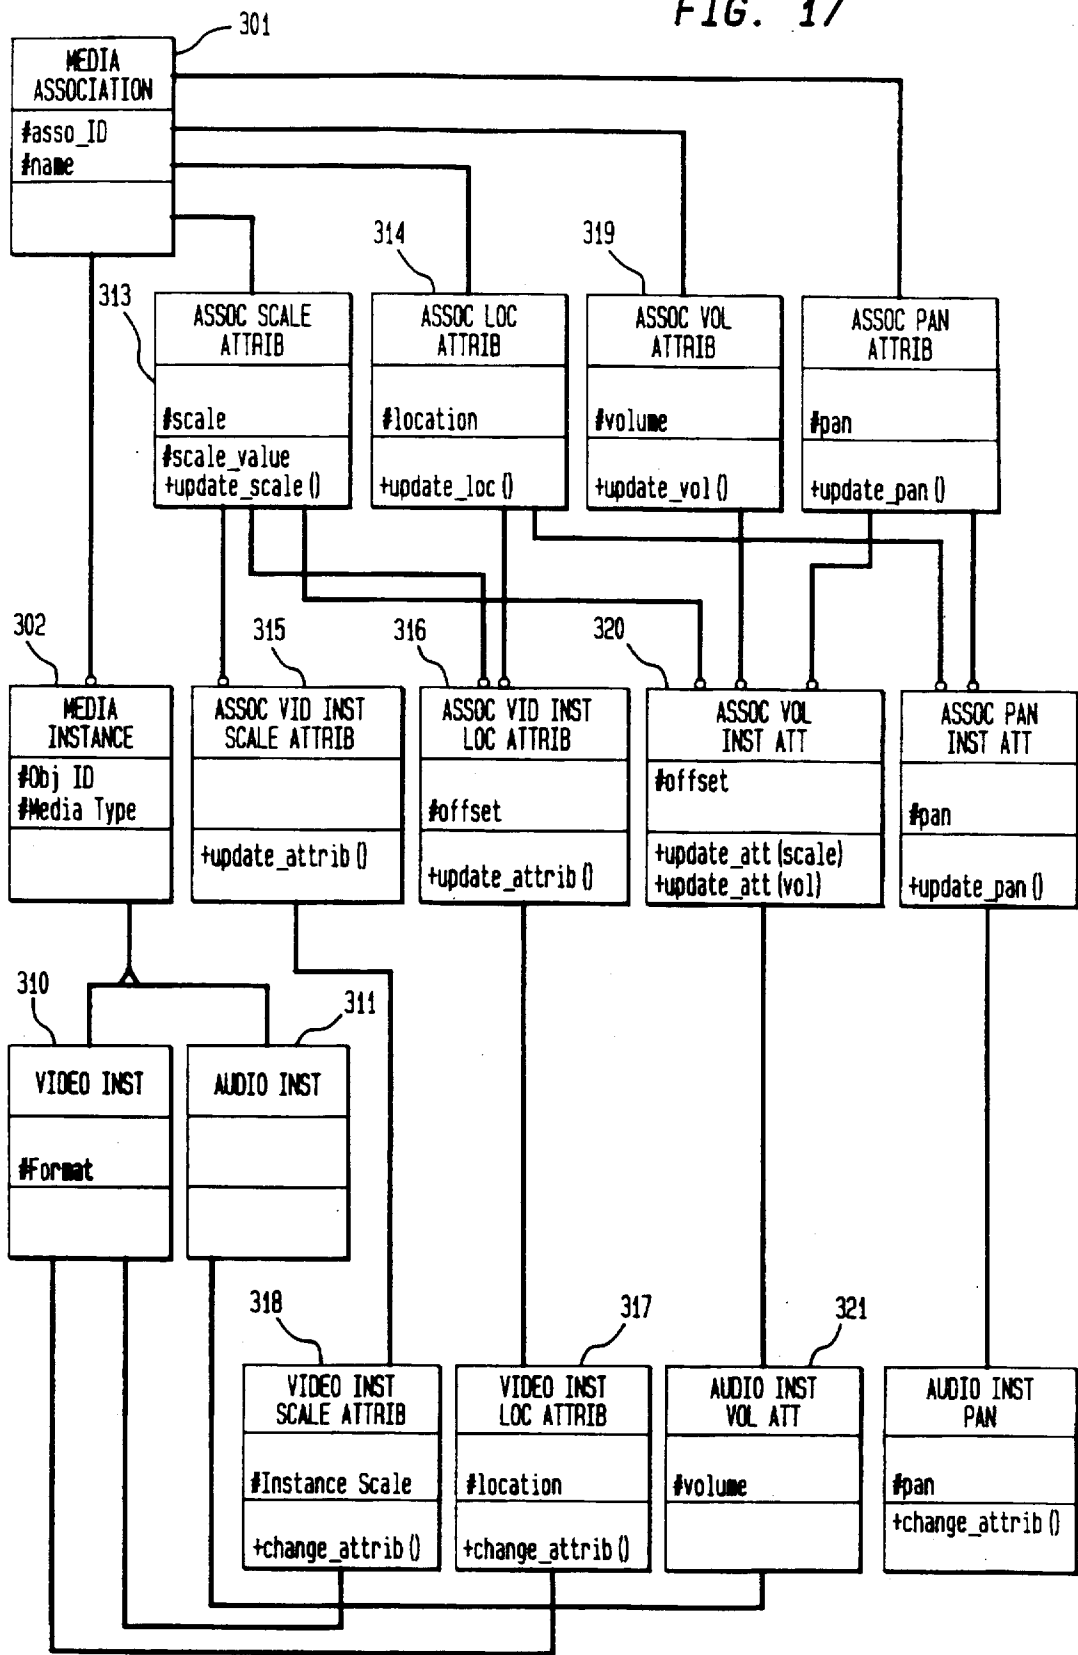 FIG. 17
301
MEDIA
ASSOCIATION
#asso_ID
#name
313
314
319
ASSOC SCALE
ATTRIB
#scale
#scale_value
+update_scale()
ASSOC LOC
ATTRIB
#location
+update_loc()
ASSOC VOL
ATTRIB
#volume
+update_vol()
ASSOC PAN
ATTRIB
#pan
+update_pan()
302
315
316
320
MEDIA
INSTANCE
#Obj ID
#Media Type
ASSOC VID INST
SCALE ATTRIB
+update_attrib()
ASSOC VID INST
LOC ATTRIB
#offset
+update_attrib()
ASSOC VOL
INST ATT
#offset
+update_att(scale)
+update_att(vol)
ASSOC PAN
INST ATT
#pan
+update_pan()
310
311
VIDEO INST
#Format
AUDIO INST
318
317
321
VIDEO INST
SCALE ATTRIB
#Instance Scale
+change_attrib()
VIDEO INST
LOC ATTRIB
#location
+change_attrib()
AUDIO INST
VOL ATT
#volume
AUDIO INST
PAN
#pan
+change_attrib()